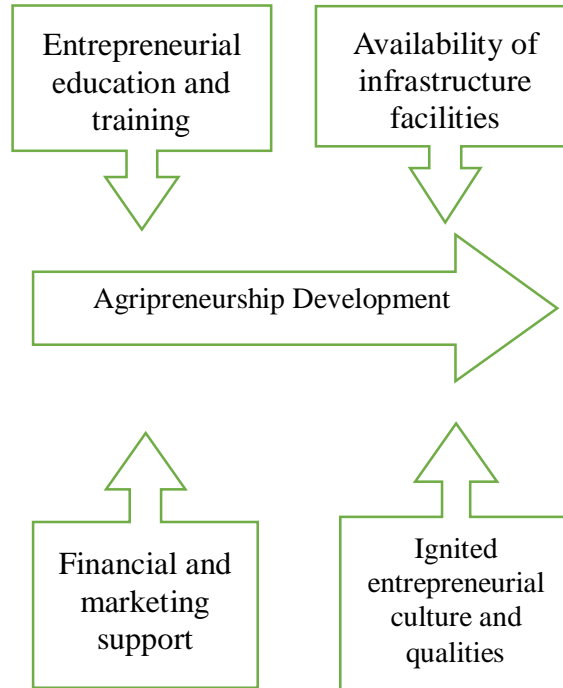 Entrepreneurial
education and
training
Availability of
infrastructure
facilities
Agripreneurship Development
Financial and
marketing
support
Ignited
entrepreneurial
culture and
qualities